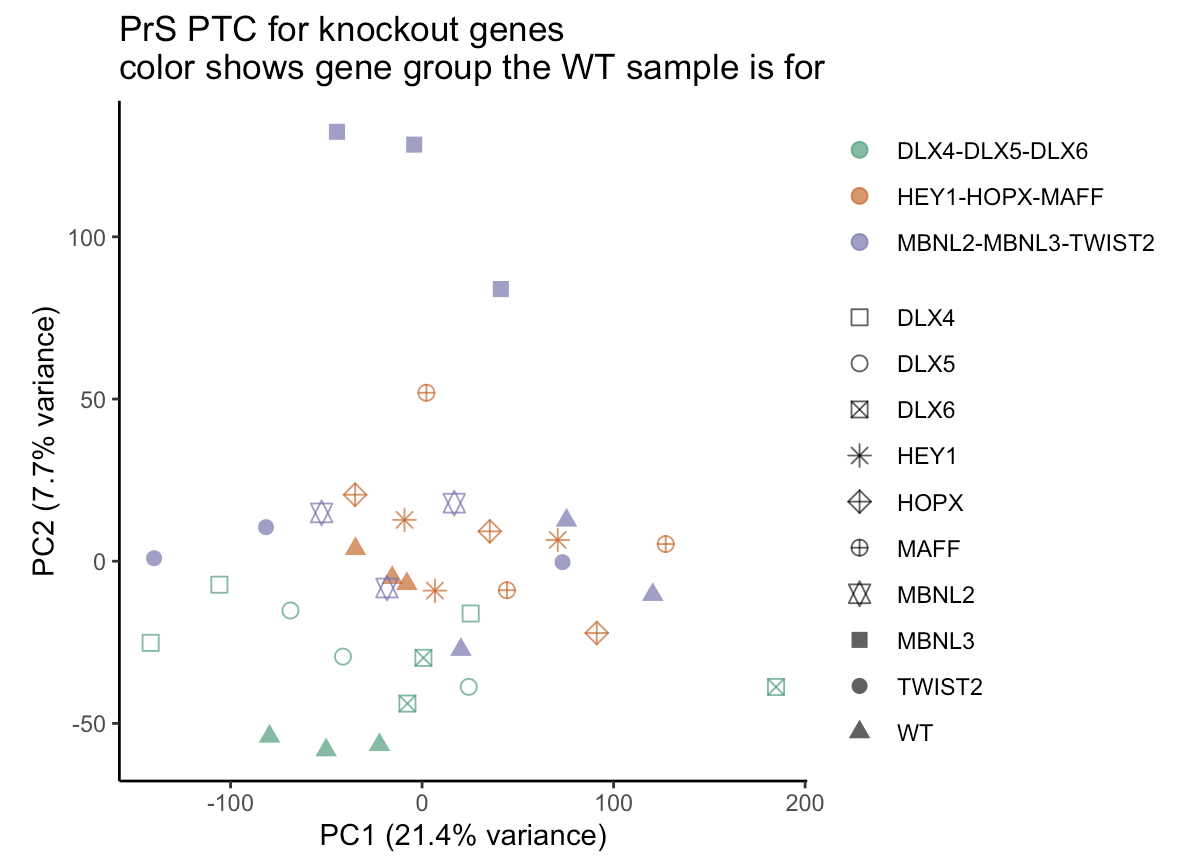 PrS PTC for knockout genes
color shows gene group the WT sample is for
DLX4-DLX5-DLX6
HEY1-HOPX-MAFF
MBNL2-MBNL3-TWIST2
DLX4
DLX5
DLX6
HEY1
HOPX
MAFF
MBNL2
MBNL3
TWIST2
WT
PC2 (7.7% variance)
100
50
0
-50
-100
0
100
200
PC1 (21.4% variance)